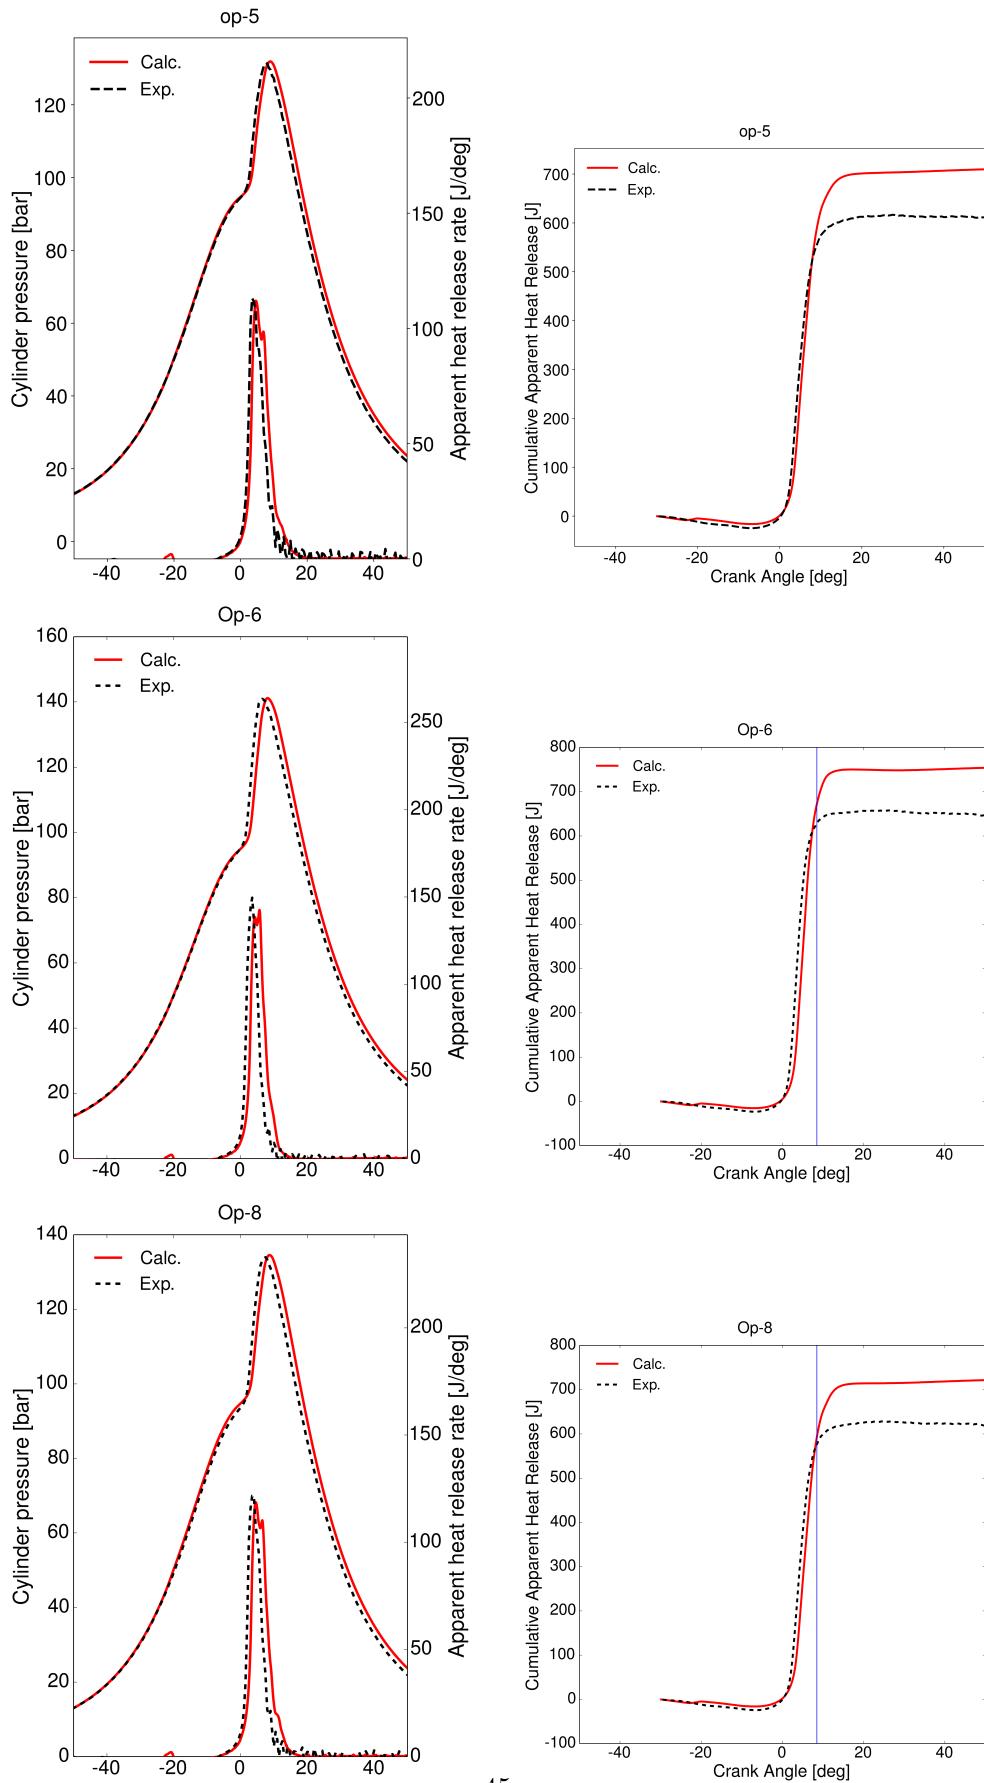 op-5
Calc.
Exp.
120
100
80
60
40
20
0
200
150
100
50
0
-40 -20 0 20 40
Cylinder pressure [bar]
Apparent heat release rate [J/deg]
op-5
Calc.
Exp.
700
600
500
400
300
200
100
0
-40 -20 0 20 40
Cumulative Apparent Heat Release [J]
Crank Angle [deg]
Op-6
Calc.
Exp.
160
140
120
100
80
60
40
20
0
250
200
150
100
50
0
-40 -20 0 20 40
Cylinder pressure [bar]
Apparent heat release rate [J/deg]
Op-6
Calc.
Exp.
800
700
600
500
400
300
200
100
0
-100
-40 -20 0 20 40
Cumulative Apparent Heat Release [J]
Crank Angle [deg]
Op-8
Calc.
Exp.
140
120
100
80
60
40
20
0
200
150
100
50
0
-40 -20 0 20 40
Cylinder pressure [bar]
Apparent heat release rate [J/deg]
Op-8
Calc.
Exp.
800
700
600
500
400
300
200
100
0
-100
-40 -20 0 20 40
Cumulative Apparent Heat Release [J]
Crank Angle [deg]